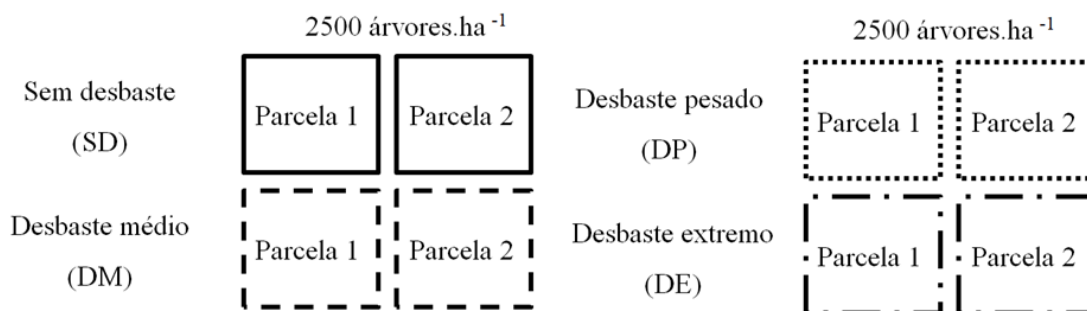 2500 árvores.ha ⁻¹
Sem desbaste
(SD)
Parcela 1 Parcela 2
Desbaste médio
(DM)
Parcela 1 Parcela 2
2500 árvores.ha ⁻¹
Desbaste pesado
(DP)
Parcela 1 Parcela 2
Desbaste extremo
(DE)
Parcela 1 Parcela 2